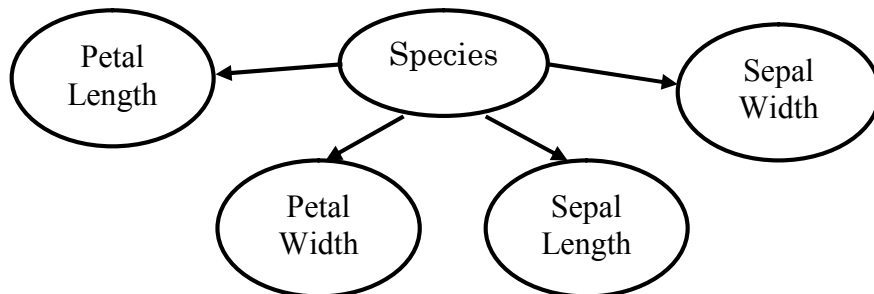 Petal
Length
Species
Sepal
Width
Petal
Width
Sepal
Length